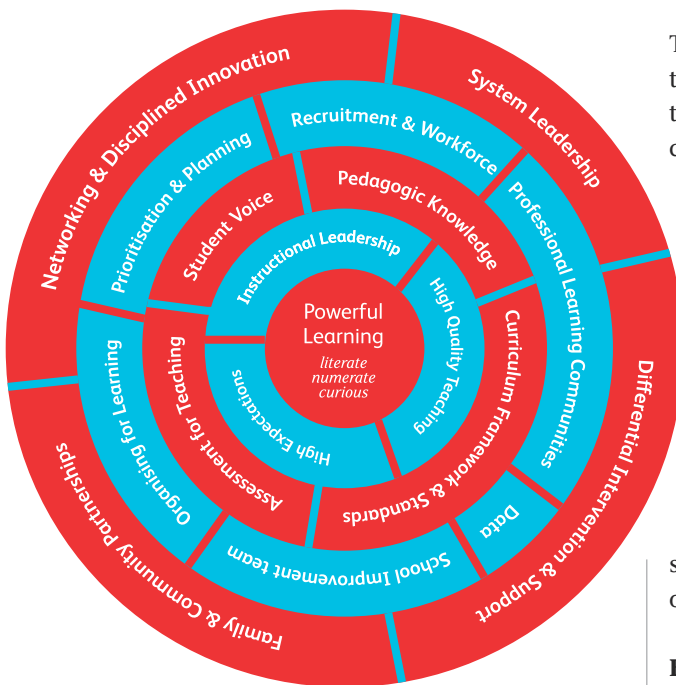 Networking & Disciplined Innovation
System Leadership
Differential Intervention & Support
Family & Community Partnerships
Prioritisation & Planning
Recruitment & Workforce
Professional Learning Communities
Data
School Improvement team
Organising for Learning
Student Voice
Pedagogic Knowledge
Curriculum Framework & Standards
Assessment for Teaching
Instructional Leadership
High Quality Teaching
High Expectations
Powerful
Learning
literate
numerate
curious